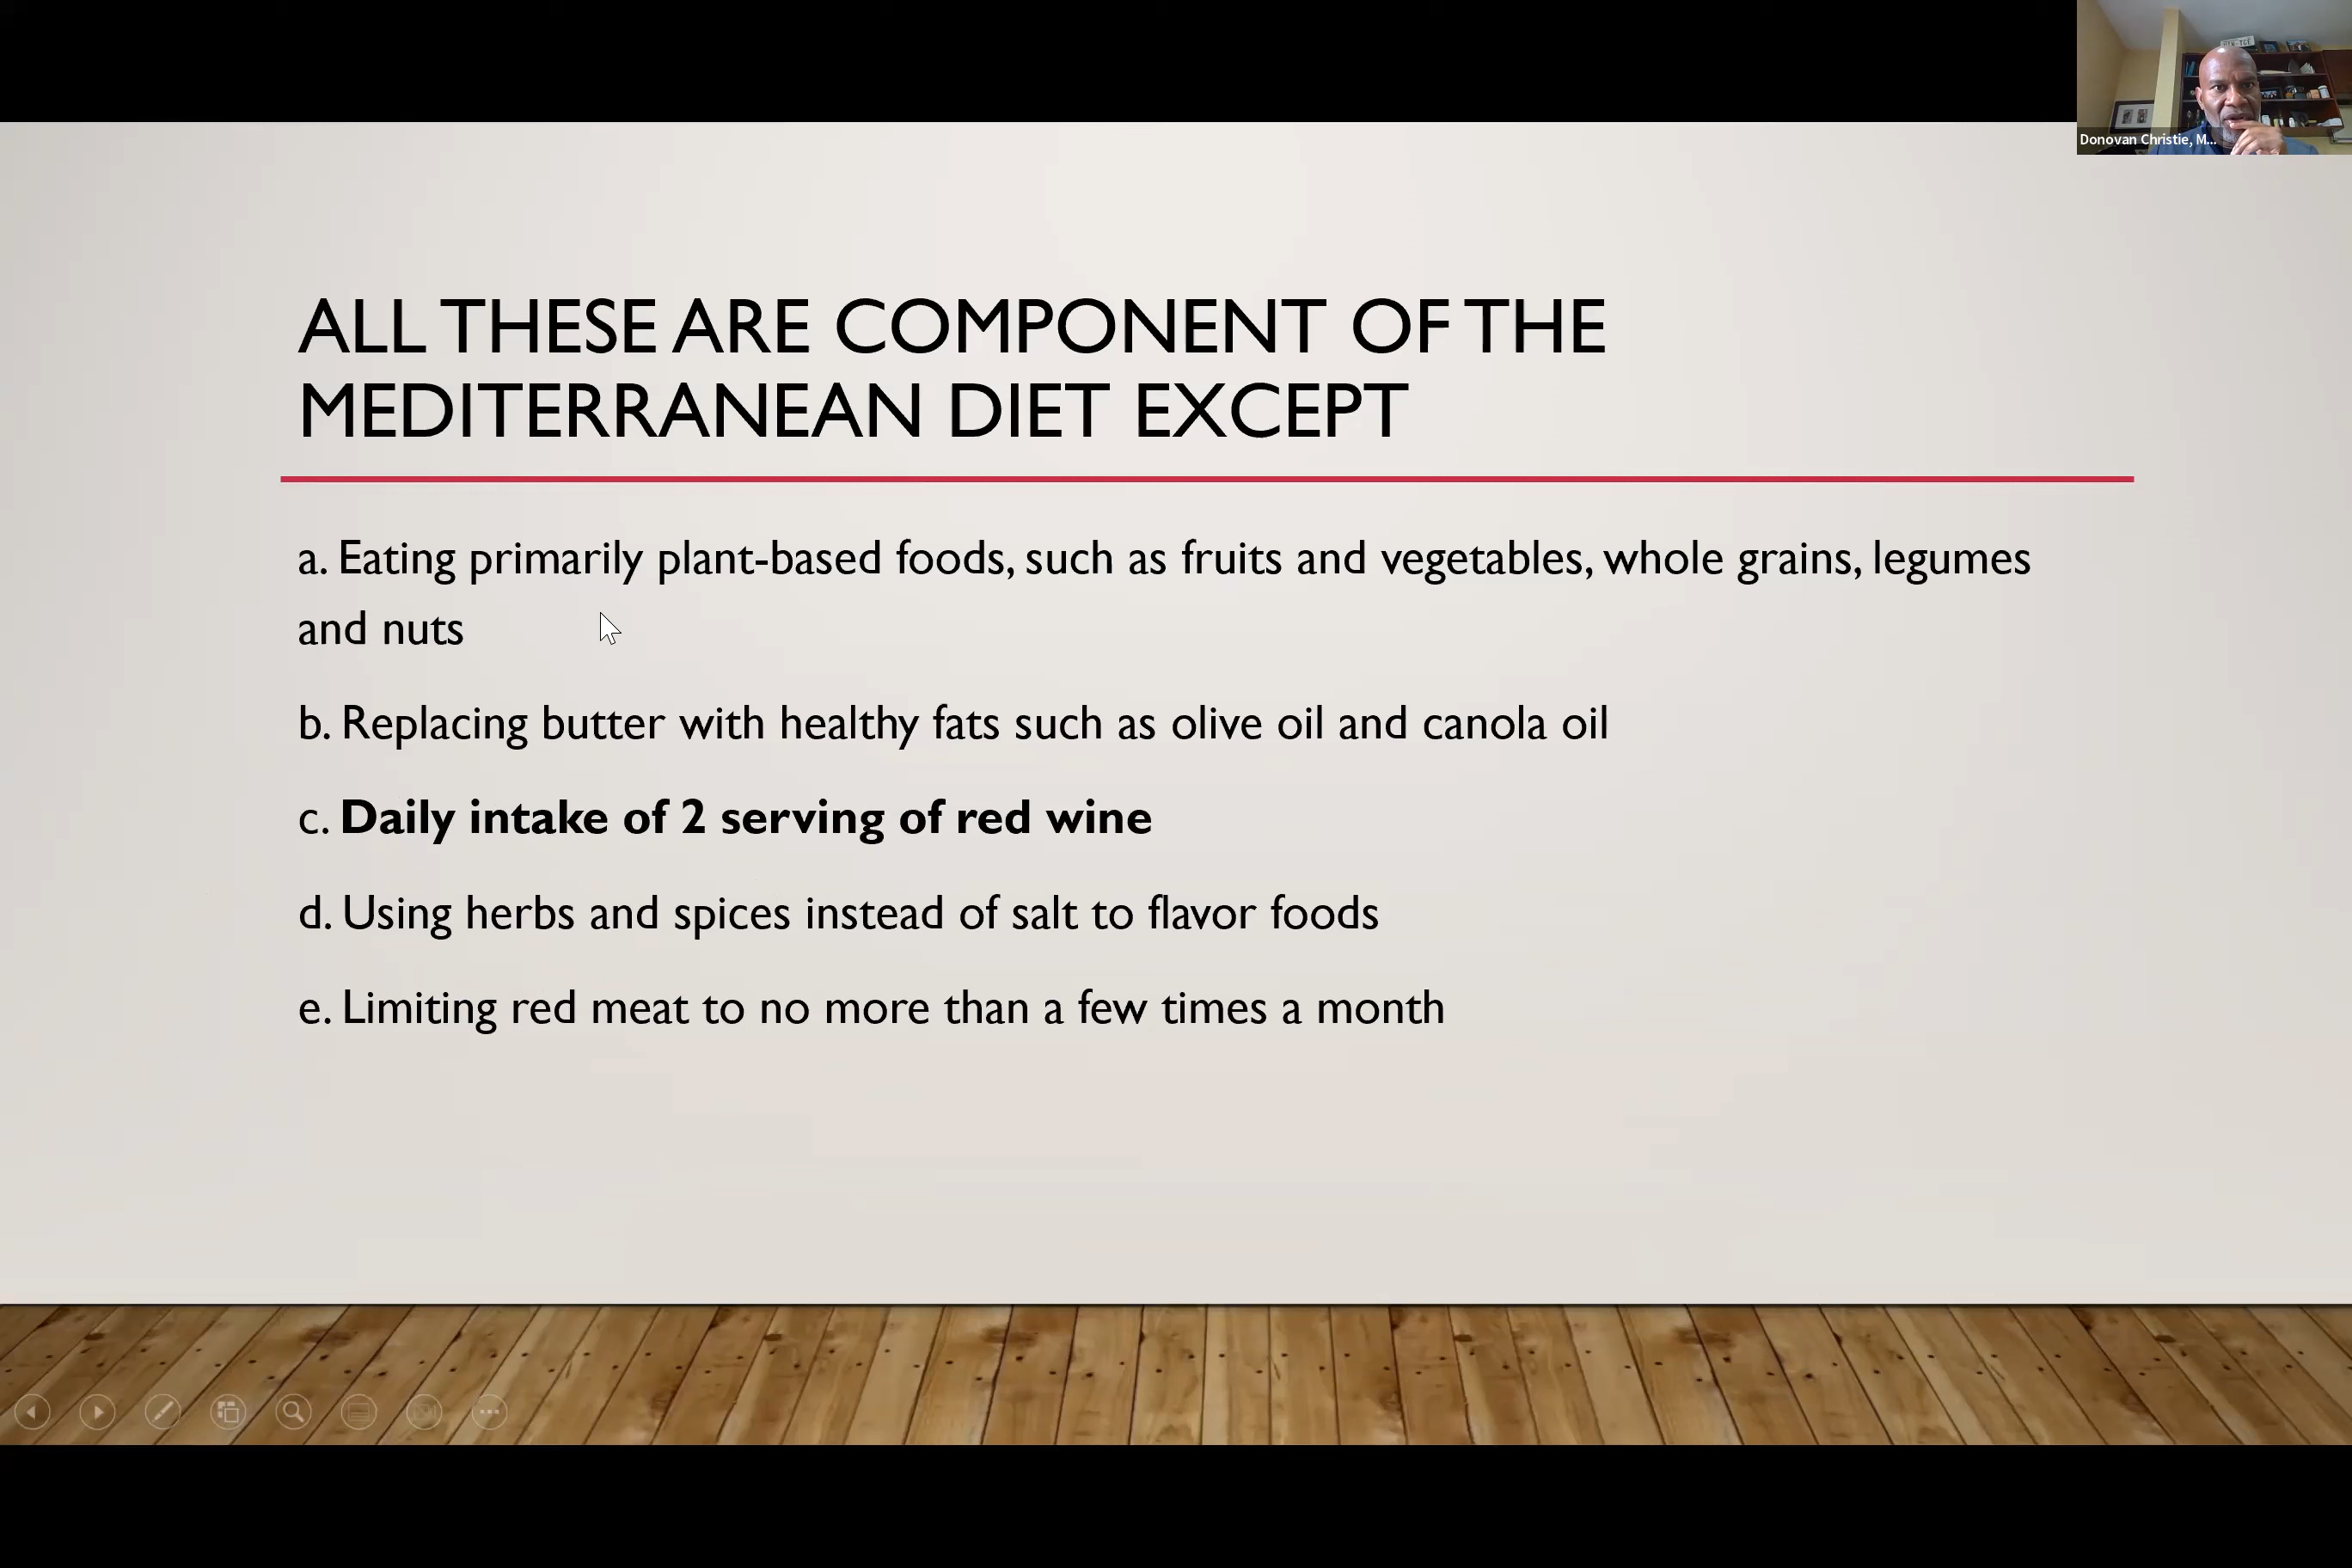 Donovan Christie, M...
ALL THESE ARE COMPONENT OF THE
MEDITERRANEAN DIET EXCEPT
a. Eating primarily plant-based foods, such as fruits and vegetables, whole grains, legumes
and nuts
b. Replacing butter with healthy fats such as olive oil and canola oil
c. Daily intake of 2 serving of red wine
d. Using herbs and spices instead of salt to flavor foods
e. Limiting red meat to no more than a few times a month